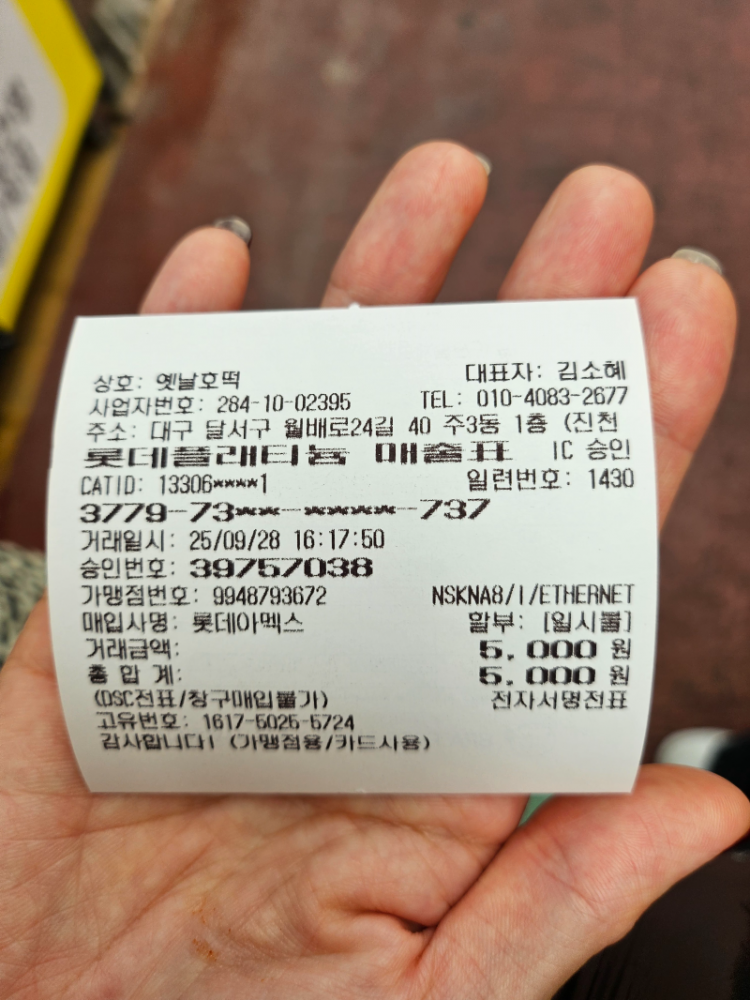 상호: 옛날호떡 대표자: 김소혜
사업자번호: 284-10-02395 TEL: 010-4083-2677
주소: 대구 달서구 월배로24길 40 주3동 1층 (진천
롯데플래티늄 매출표 IC 승인
CATID: 13306****1 일련번호: 1430
3779-73**-****-737
거래일시: 25/09/28 16:17:50
승인번호: 39757038
가맹점번호: 9948793672 NSKNA8/I/ETHERNET
매입사명: 롯데아멕스 할부: [일시불]
거래금액: 5,000 원
총 합 계: 5,000 원
(DSC전표/창구매입불가) 전자서명전표
고유번호: 1617-5025-5724
감사합니다! (가맹점용/카드사용)